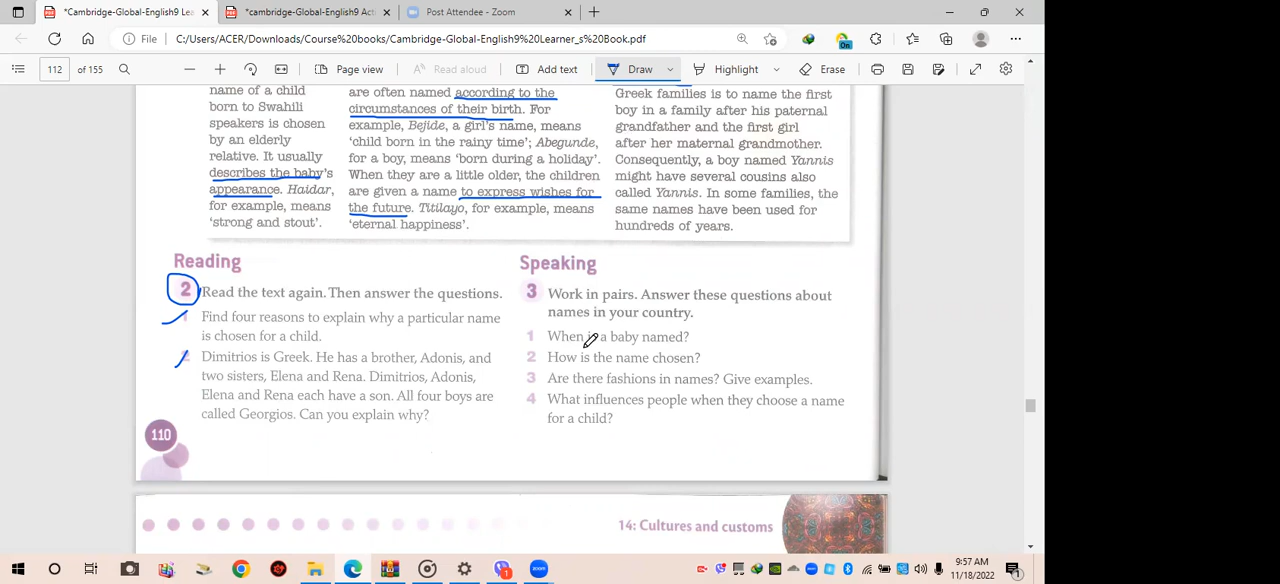 *Cambridge-Global-English9 Lea
*cambridge-Global-English9 Acti
Post Attendee - Zoom
File
C:/Users/ACER/Downloads/Course%20books/Cambridge-Global-English9%20Learner_s%20Book.pdf
On
112 of 155
Page view
Read aloud
Add text
Draw
Highlight
Erase
name of a child
born to Swahili
speakers is chosen
by an elderly
relative. It usually
describes the baby's
appearance. Haidar,
for example, means
'strong and stout'.
are often named according to the
circumstances of their birth. For
example, Bejide, a girl's name, means
'child born in the rainy time'; Abegunde,
for a boy, means 'born during a holiday'.
When they are a little older, the children
are given a name to express wishes for
the future. Titilayo, for example, means
'eternal happiness'.
Greek families is to name the first
boy in a family after his paternal
grandfather and the first girl
after her maternal grandmother.
Consequently, a boy named Yannis
might have several cousins also
called Yannis. In some families, the
same names have been used for
hundreds of years.
Reading
2 Read the text again. Then answer the questions.
1 Find four reasons to explain why a particular name
is chosen for a child.
2 Dimitrios is Greek. He has a brother, Adonis, and
two sisters, Elena and Rena. Dimitrios, Adonis,
Elena and Rena each have a son. All four boys are
called Georgios. Can you explain why?
110
Speaking
3 Work in pairs. Answer these questions about
names in your country.
1 When is a baby named?
2 How is the name chosen?
3 Are there fashions in names? Give examples.
4 What influences people when they choose a name
for a child?
14: Cultures and customs
9:57 AM
11/18/2022